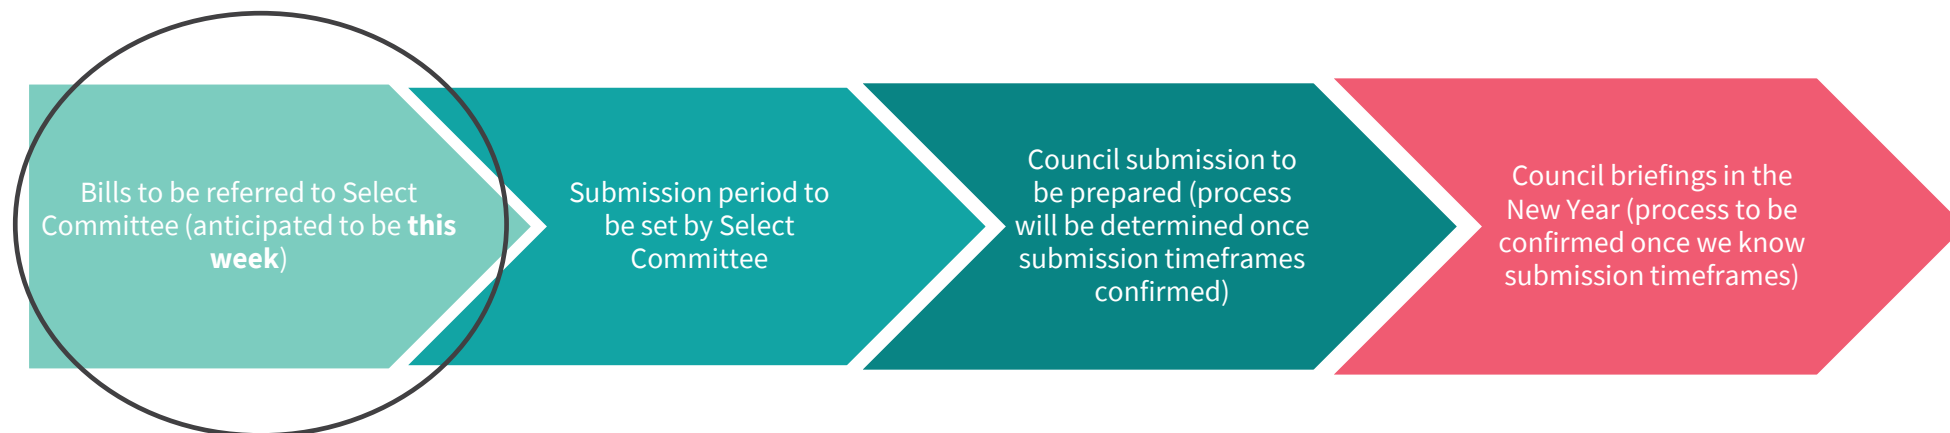 Bills to be referred to Select
Committee (anticipated to be this
week)
Submission period to
be set by Select
Committee
Council submission to
be prepared (process
will be determined once
submission timeframes
confirmed)
Council briefings in the
New Year (process to be
confirmed once we know
submission timeframes)